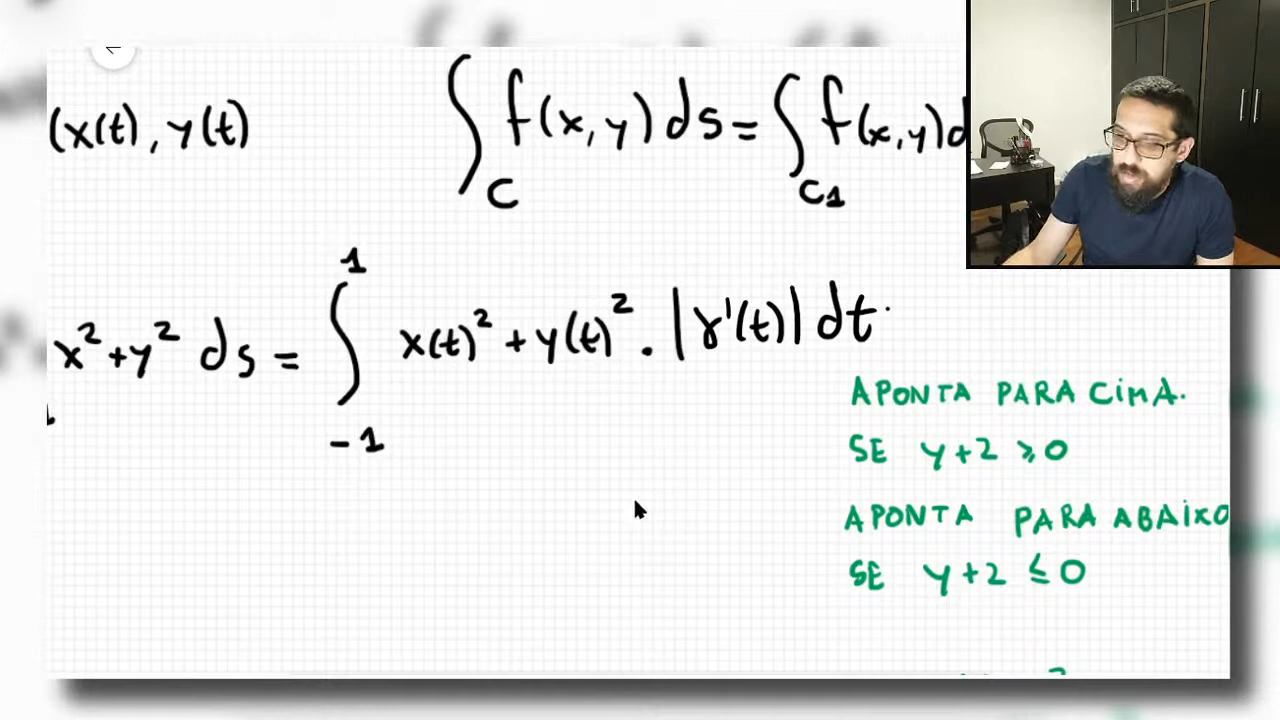 (x(t), y(t)
∫_C f(x,y) ds = ∫_C1 f(x,y) d
x² + y² ds = ∫_{-1}^{1} x(t)² + y(t)² . |γ'(t)| dt.
APONTA PARA CIMA.
SE y+2 ≥ 0
APONTA PARA ABAIXO
SE y+2 ≤ 0